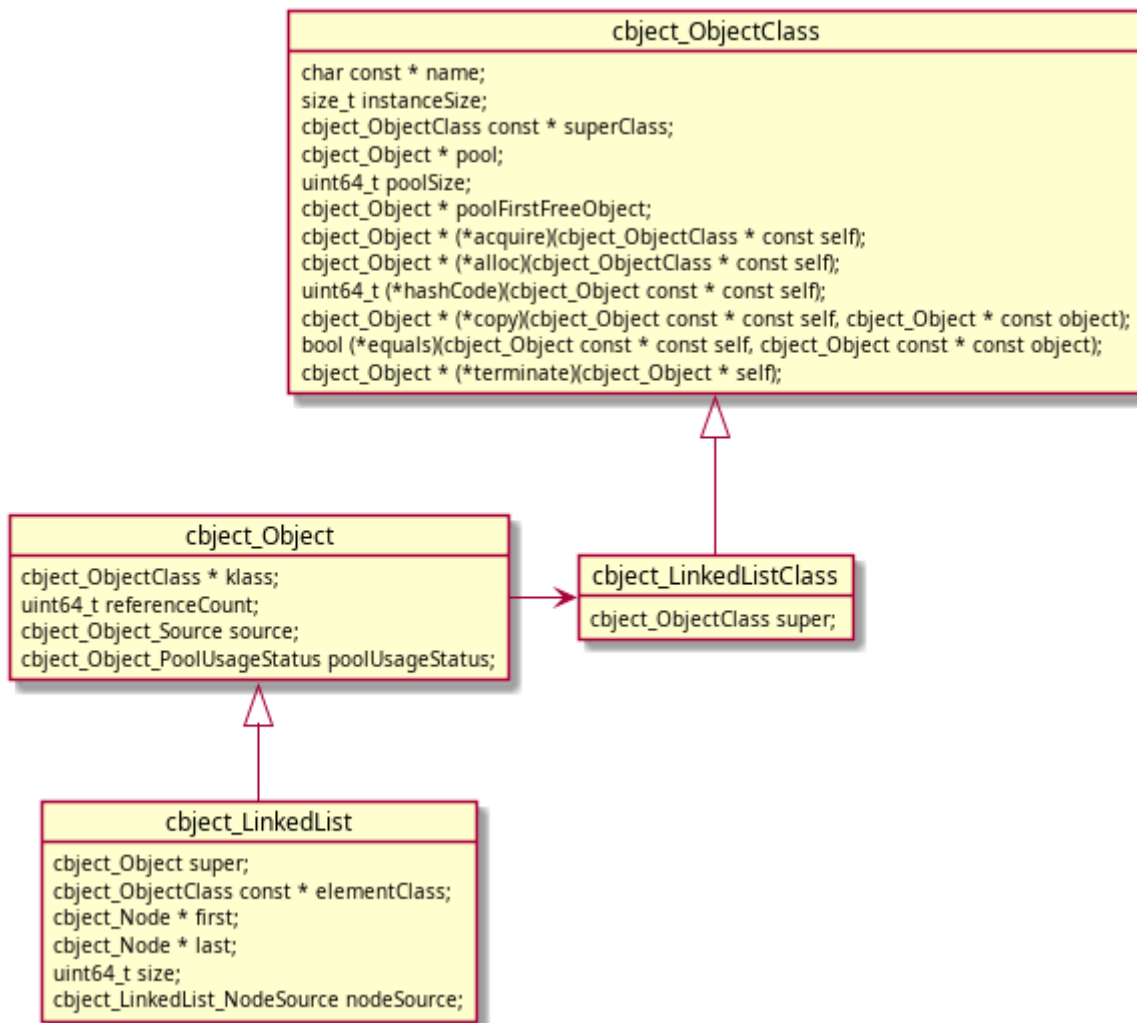 cbject_ObjectClass
char const * name;
size_t instanceSize;
cbject_ObjectClass const * superClass;
cbject_Object * pool;
uint64_t poolSize;
cbject_Object * poolFirstFreeObject;
cbject_Object * (*acquire)(cbject_ObjectClass * const self);
cbject_Object * (*alloc)(cbject_ObjectClass * const self);
uint64_t (*hashCode)(cbject_Object const * const self);
cbject_Object * (*copy)(cbject_Object const * const self, cbject_Object * const object);
bool (*equals)(cbject_Object const * const self, cbject_Object const * const object);
cbject_Object * (*terminate)(cbject_Object * self);
cbject_Object
cbject_ObjectClass * klass;
uint64_t referenceCount;
cbject_Object_Source source;
cbject_Object_PoolUsageStatus poolUsageStatus;
cbject_LinkedListClass
cbject_ObjectClass super;
cbject_LinkedList
cbject_Object super;
cbject_ObjectClass const * elementClass;
cbject_Node * first;
cbject_Node * last;
uint64_t size;
cbject_LinkedList_NodeSource nodeSource;